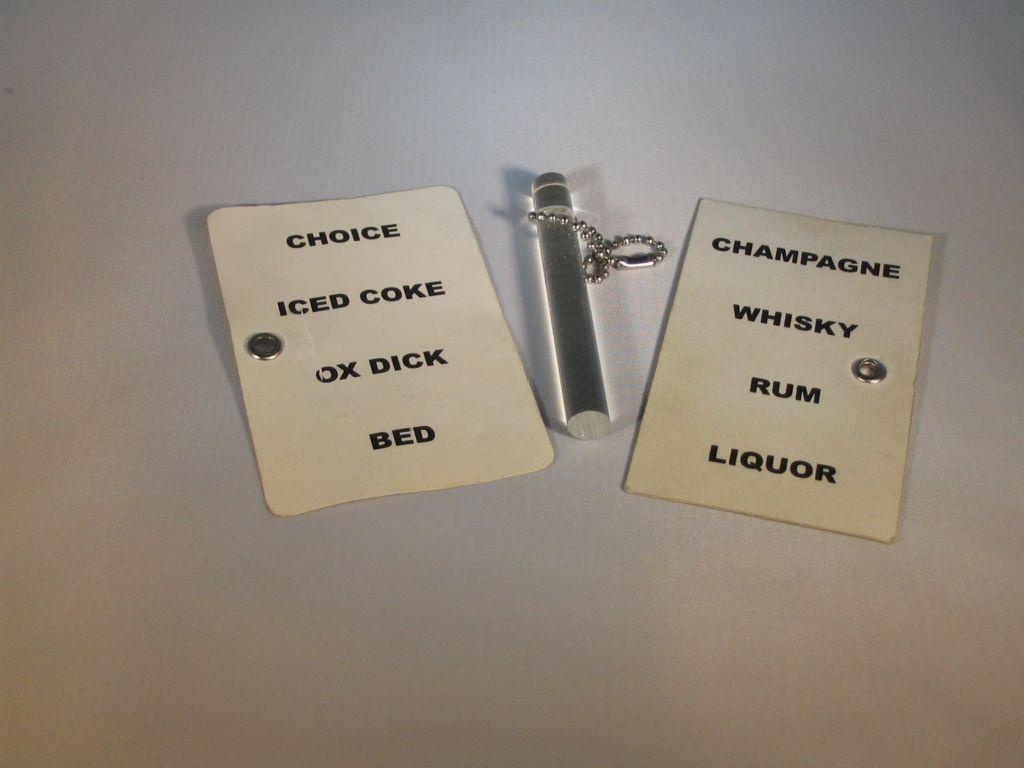 CHOICE
ICED COKE
OX DICK
BED
CHAMPAGNE
WHISKY
RUM
LIQUOR